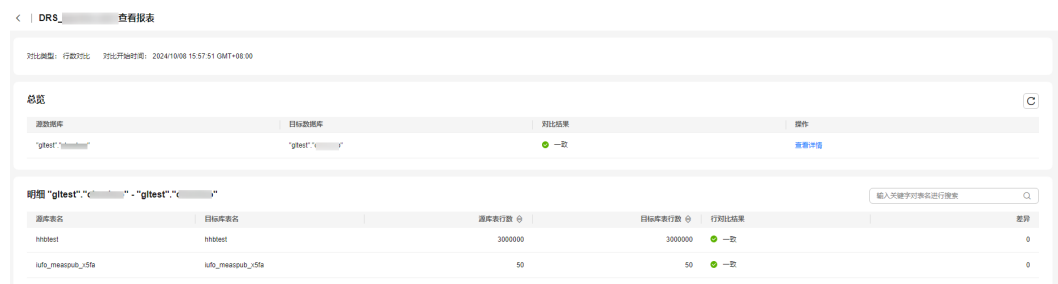 DRS_ 查看报表
对比类型： 行数对比 对比开始时间： 2024/10/08 15:57:51 GMT+08:00
总览
源数据库 目标数据库 对比结果 操作
"gltest"." " "gltest"." " 一致 查看详情
明细 "gltest"." " - "gltest"." "
输入关键字对表名进行搜索
源库表名 目标库表名 源库表行数 目标库表行数 行对比结果 差异
hhbtest hhbtest 3000000 3000000 一致 0
iufo_measpub_x5fa iufo_measpub_x5fa 50 50 一致 0